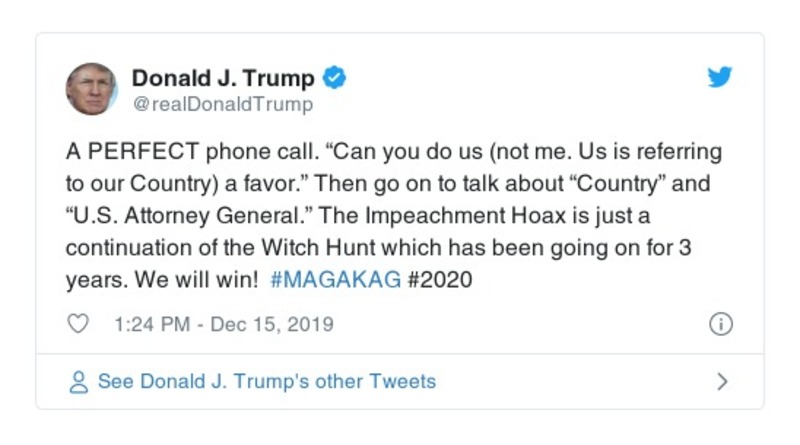 Donald J. Trump
@realDonaldTrump
A PERFECT phone call. “Can you do us (not me. Us is referring
to our Country) a favor.” Then go on to talk about “Country” and
“U.S. Attorney General.” The Impeachment Hoax is just a
continuation of the Witch Hunt which has been going on for 3
years. We will win!  #MAGAKAG #2020
1:24 PM - Dec 15, 2019
See Donald J. Trump's other Tweets